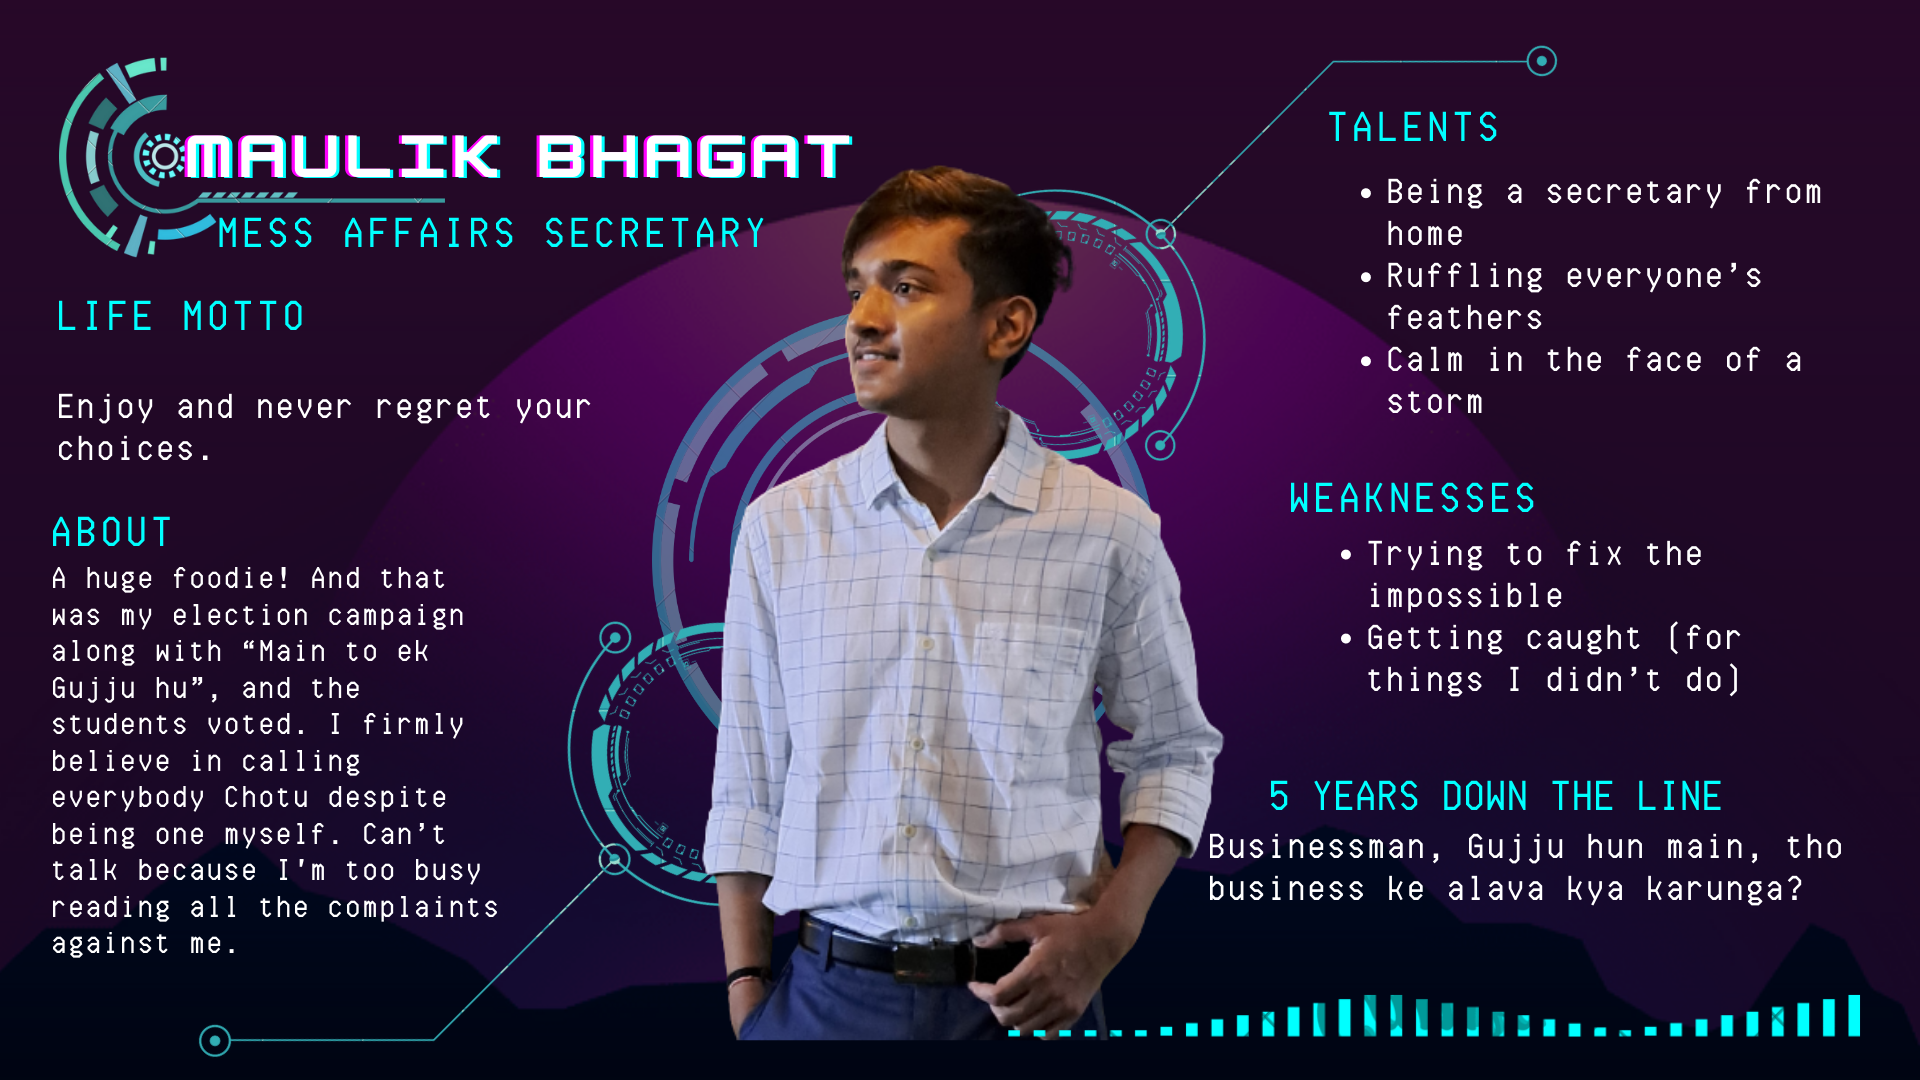 MAULIK BHAGAT
MESS AFFAIRS SECRETARY
LIFE MOTTO
Enjoy and never regret your
choices.
ABOUT
A huge foodie! And that
was my election campaign
along with “Main to ek
Gujju hu”, and the
students voted. I firmly
believe in calling
everybody Chotu despite
being one myself. Can’t
talk because I’m too busy
reading all the complaints
against me.
TALENTS
• Being a secretary from
home
• Ruffling everyone’s
feathers
• Calm in the face of a
storm
WEAKNESSES
• Trying to fix the
impossible
• Getting caught (for
things I didn’t do)
5 YEARS DOWN THE LINE
Businessman, Gujju hun main, tho
business ke alava kya karunga?